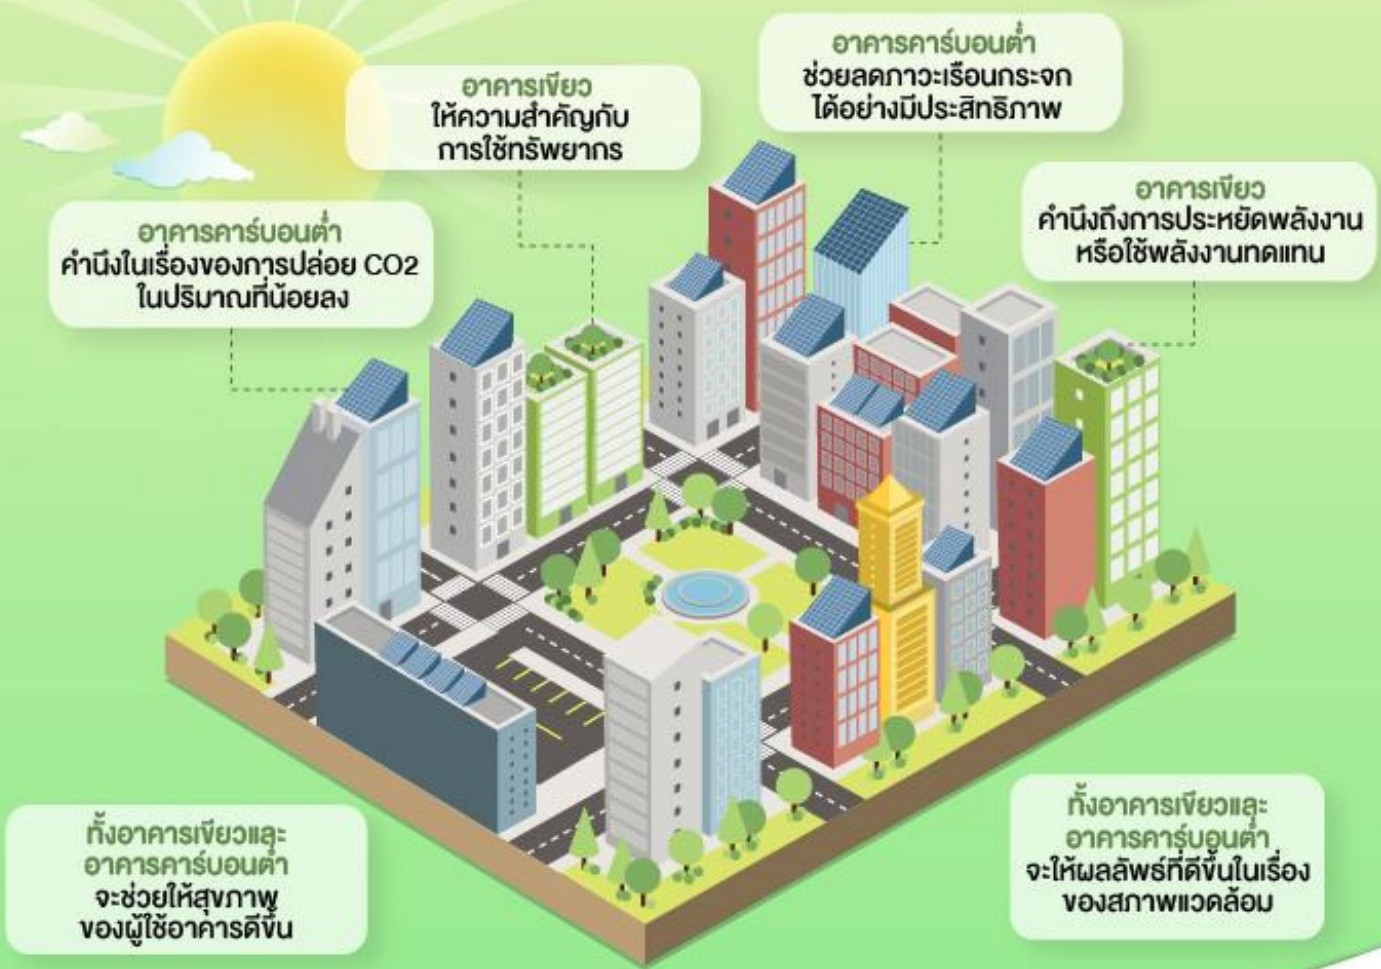 อาคารคาร์บอนต่ำ
ช่วยลดภาวะเรือนกระจก
ได้อย่างมีประสิทธิภาพ
อาคารเขียว
ให้ความสำคัญกับ
การใช้ทรัพยากร
อาคารเขียว
คำนึงถึงการประหยัดพลังงาน
หรือใช้พลังงานทดแทน
อาคารคาร์บอนต่ำ
คำนึงในเรื่องของการปล่อย CO2
ในปริมาณที่น้อยลง
ทั้งอาคารเขียวและ
อาคารคาร์บอนต่ำ
จะช่วยให้สุขภาพ
ของผู้ใช้อาคารดีขึ้น
ทั้งอาคารเขียวและ
อาคารคาร์บอนต่ำ
จะให้ผลลัพธ์ที่ดีขึ้นในเรื่อง
ของสภาพแวดล้อม